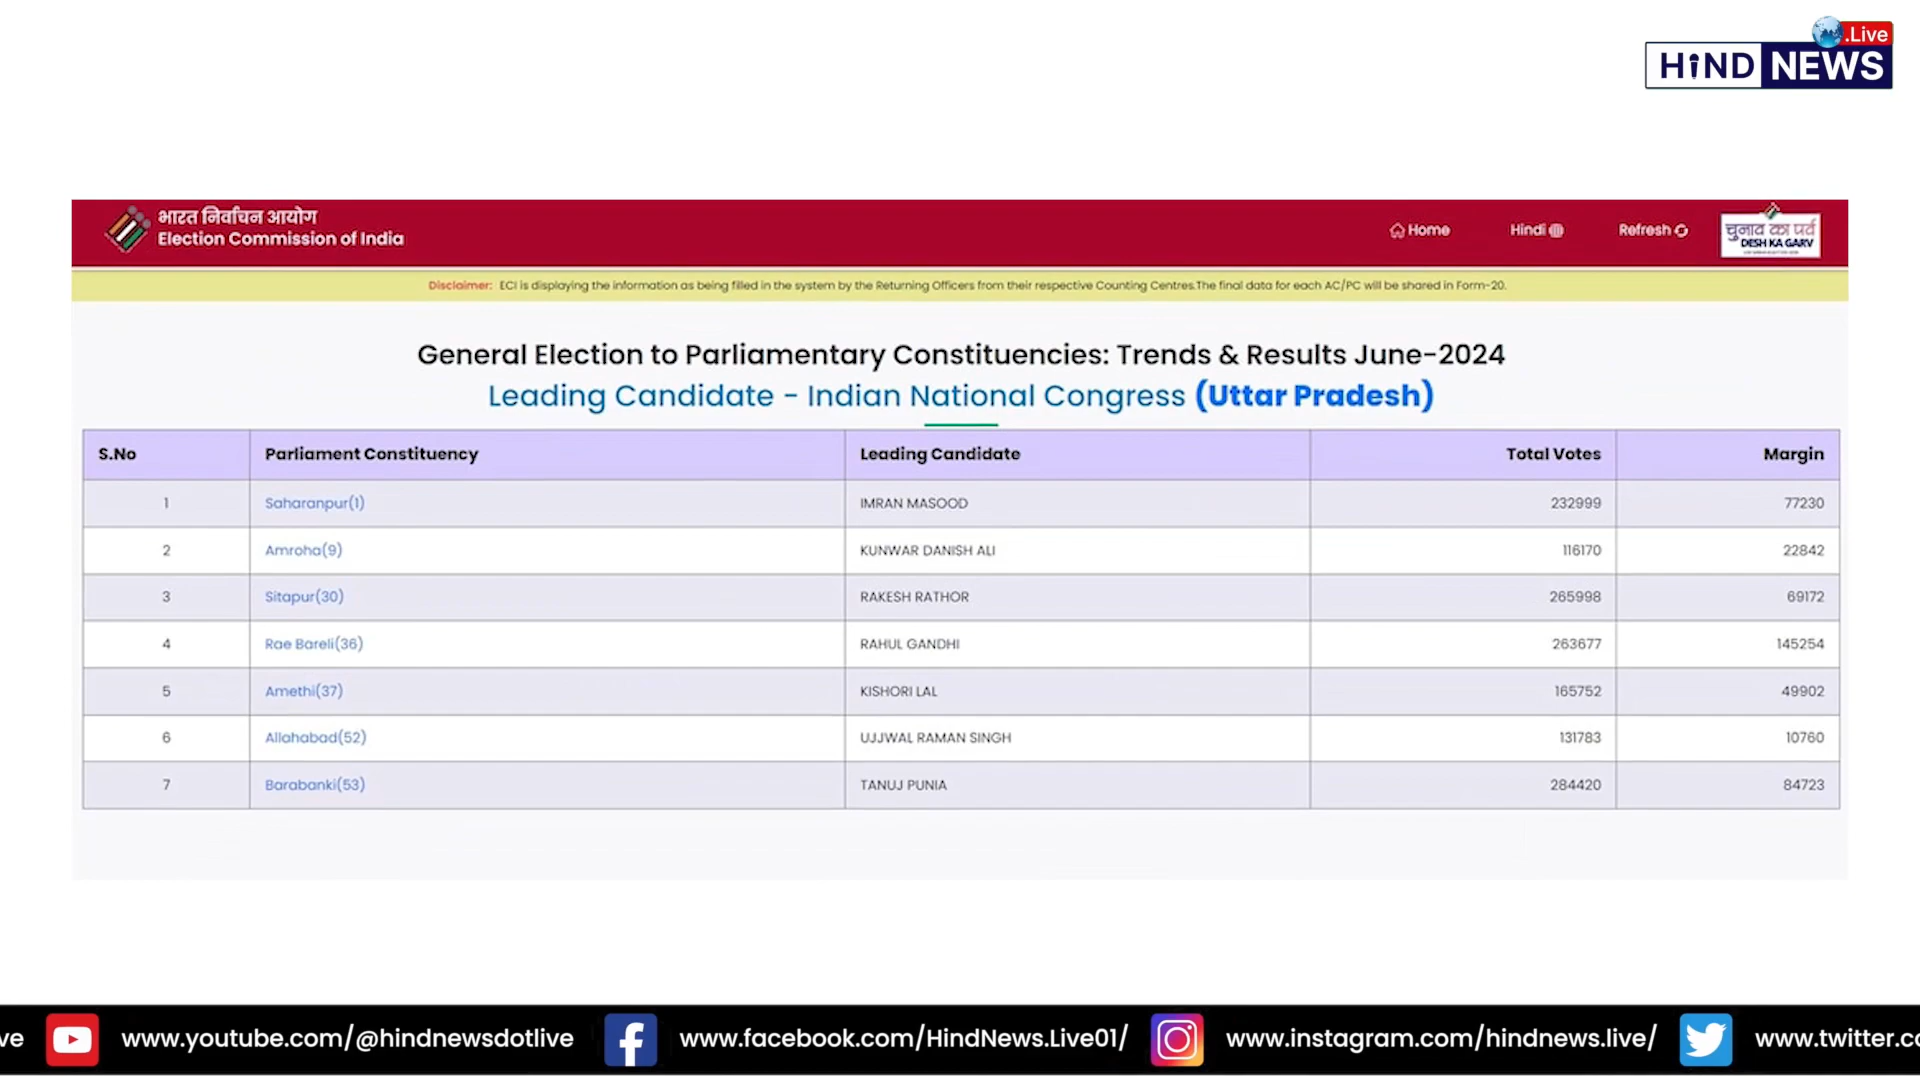 .Live
HIND NEWS
भारत निर्वाचन आयोग
Election Commission of India
Home
Hindi
Refresh
चुनाव का पर्व
DESH KA GARV
Disclaimer: ECI is displaying the information as being filled in the system by the Returning Officers from their respective Counting Centres.The final data for each AC/PC will be shared in Form-20.
General Election to Parliamentary Constituencies: Trends & Results June-2024
Leading Candidate - Indian National Congress (Uttar Pradesh)
S.No Parliament Constituency Leading Candidate Total Votes Margin
1 Saharanpur(1) IMRAN MASOOD 232999 77230
2 Amroha(9) KUNWAR DANISH ALI 116170 22842
3 Sitapur(30) RAKESH RATHOR 265998 69172
4 Rae Bareli(36) RAHUL GANDHI 263677 145254
5 Amethi(37) KISHORI LAL 165752 49902
6 Allahabad(52) UJJWAL RAMAN SINGH 131783 10760
7 Barabanki(53) TANUJ PUNIA 284420 84723
ve www.youtube.com/@hindnewsdotlive www.facebook.com/HindNews.Live01/ www.instagram.com/hindnews.live/ www.twitter.co